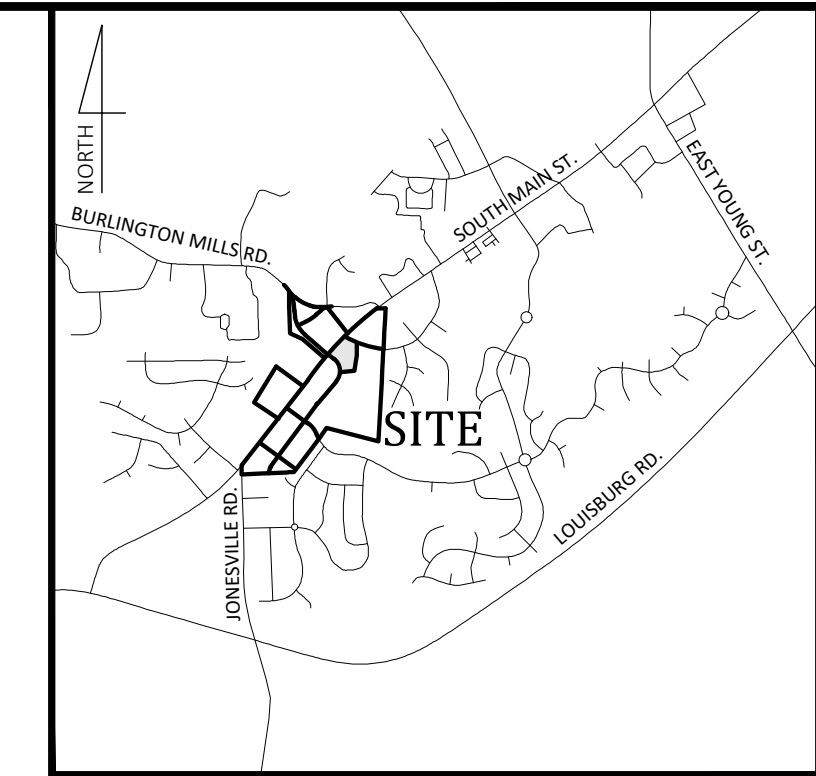 NORTH
BURLINGTON MILLS RD.
SOUTH MAIN ST.
EAST YOUNG ST.
SITE
LOUISBURG RD.
JONESVILLE RD.